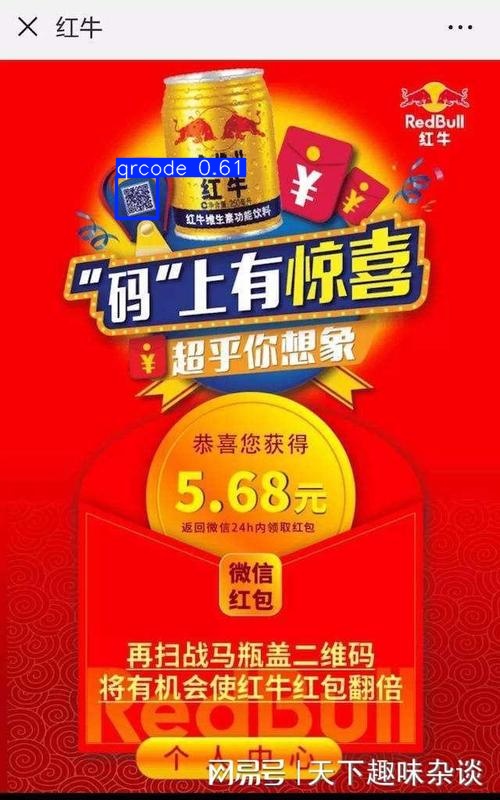 红牛
RedBull
红牛
qrcode 0.61
红牛
红牛维生素功能饮料
"码"上有惊喜
超乎你想象
恭喜您获得
5.68元
返回微信24h内领取红包
微信
红包
再扫战马瓶盖二维码
将有机会使红牛红包翻倍
RedBull
个人中心
网易号 | 天下趣味杂谈